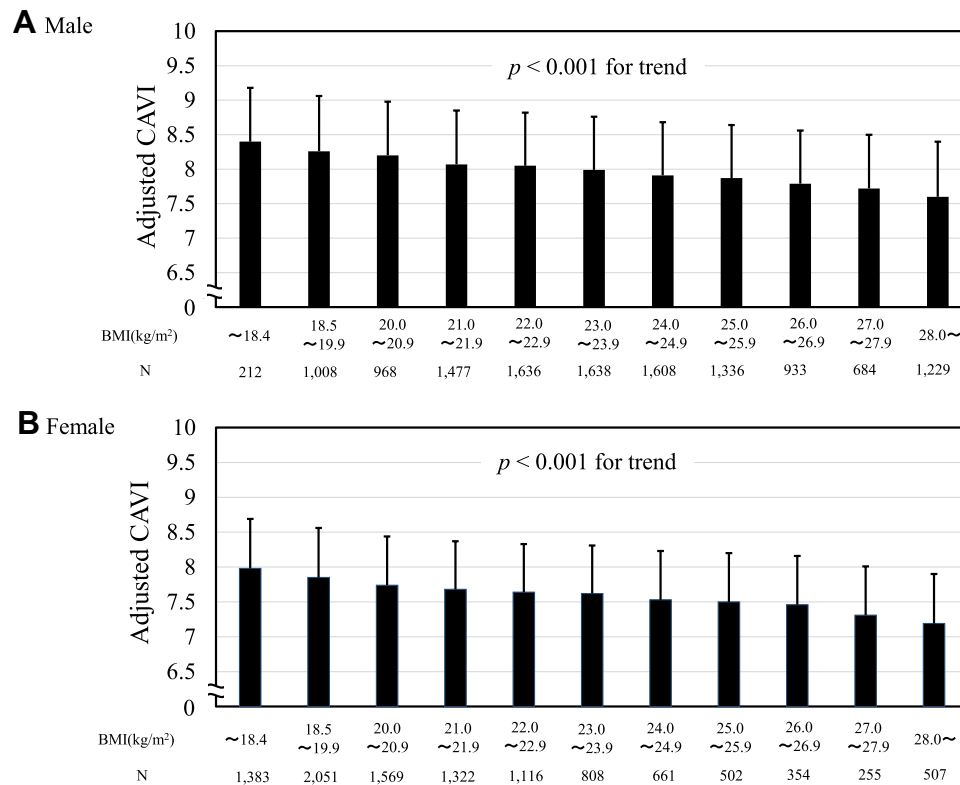 A Male
10
9.5
9
8.5
8
7.5
7
6.5
0
Adjusted CAVI
p < 0.001 for trend
BMI(kg/m²) ~18.4 18.5 ~19.9 20.0 ~20.9 21.0 ~21.9 22.0 ~22.9 23.0 ~23.9 24.0 ~24.9 25.0 ~25.9 26.0 ~26.9 27.0 ~27.9 28.0~
N 212 1,008 968 1,477 1,636 1,638 1,608 1,336 933 684 1,229
B Female
10
9.5
9
8.5
8
7.5
7
6.5
0
Adjusted CAVI
p < 0.001 for trend
BMI(kg/m²) ~18.4 18.5 ~19.9 20.0 ~20.9 21.0 ~21.9 22.0 ~22.9 23.0 ~23.9 24.0 ~24.9 25.0 ~25.9 26.0 ~26.9 27.0 ~27.9 28.0~
N 1,383 2,051 1,569 1,322 1,116 808 661 502 354 255 507